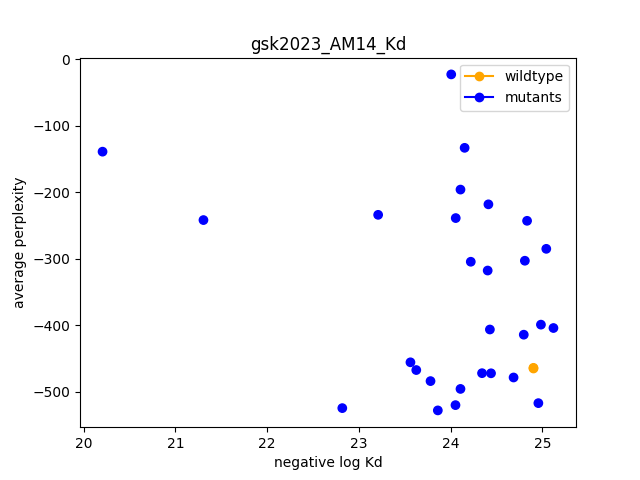 gsk2023_AM14_Kd
wildtype
mutants
0
−100
−200
−300
−400
−500
average perplexity
20
21
22
23
24
25
negative log Kd